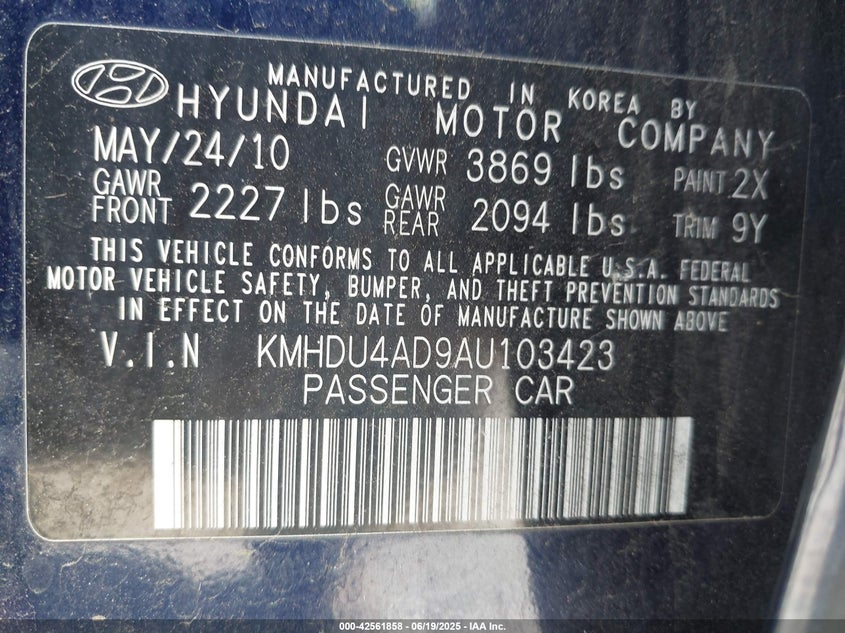 MANUFACTURED IN KOREA BY
HYUNDAI MOTOR COMPANY
MAY/24/10 GVWR 3869 lbs PAINT 2X
GAWR FRONT 2227 lbs GAWR REAR 2094 lbs TRIM 9Y
THIS VEHICLE CONFORMS TO ALL APPLICABLE U.S.A. FEDERAL
MOTOR VEHICLE SAFETY, BUMPER, AND THEFT PREVENTION STANDARDS
IN EFFECT ON THE DATE OF MANUFACTURE SHOWN ABOVE
V.I.N KMHDU4AD9AU103423
PASSENGER CAR
000-42561858 - 06/19/2025 - IAA Inc.